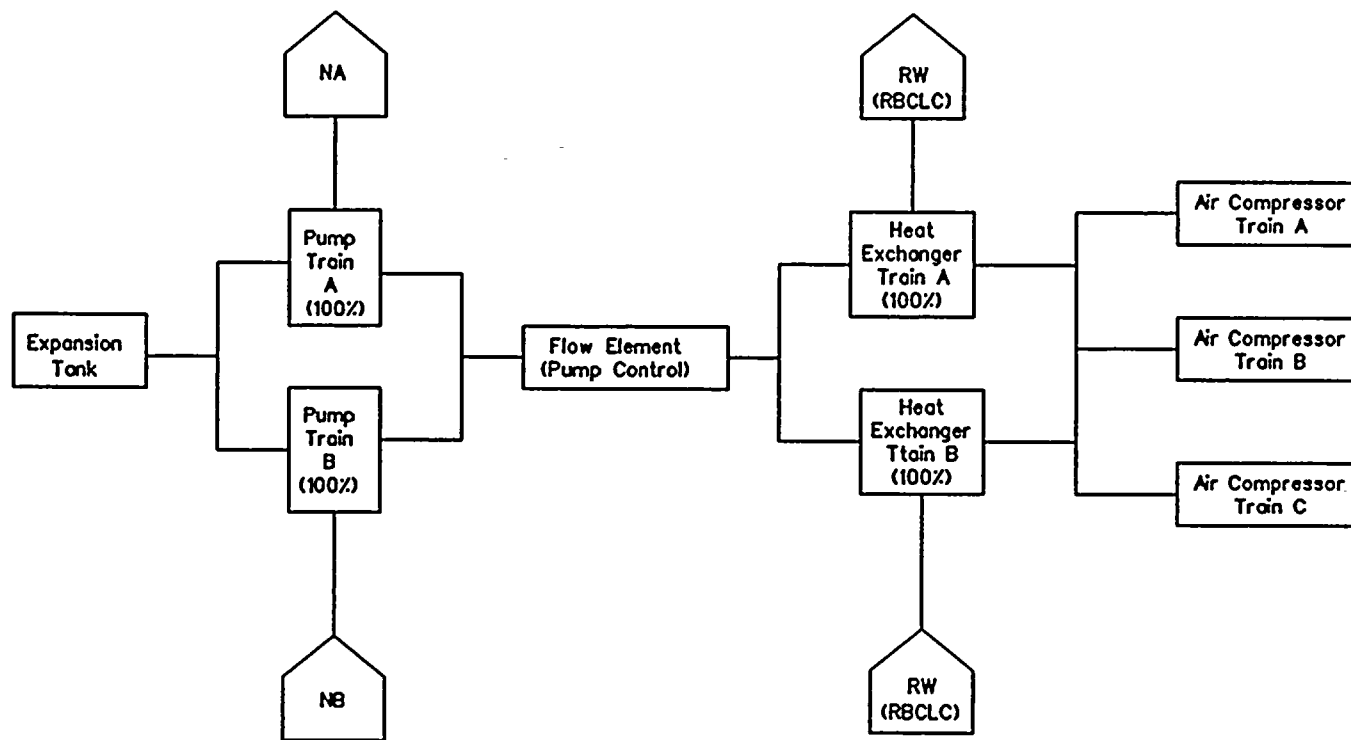 NA
RW
(RBCLC)
Pump
Train
A
(100%)
Heat
Exchanger
Train A
(100%)
Air Compressor
Train A
Expansion
Tank
Flow Element
(Pump Control)
Air Compressor
Train B
Pump
Train
B
(100%)
Heat
Exchanger
Ttain B
(100%)
Air Compressor
Train C
NB
RW
(RBCLC)